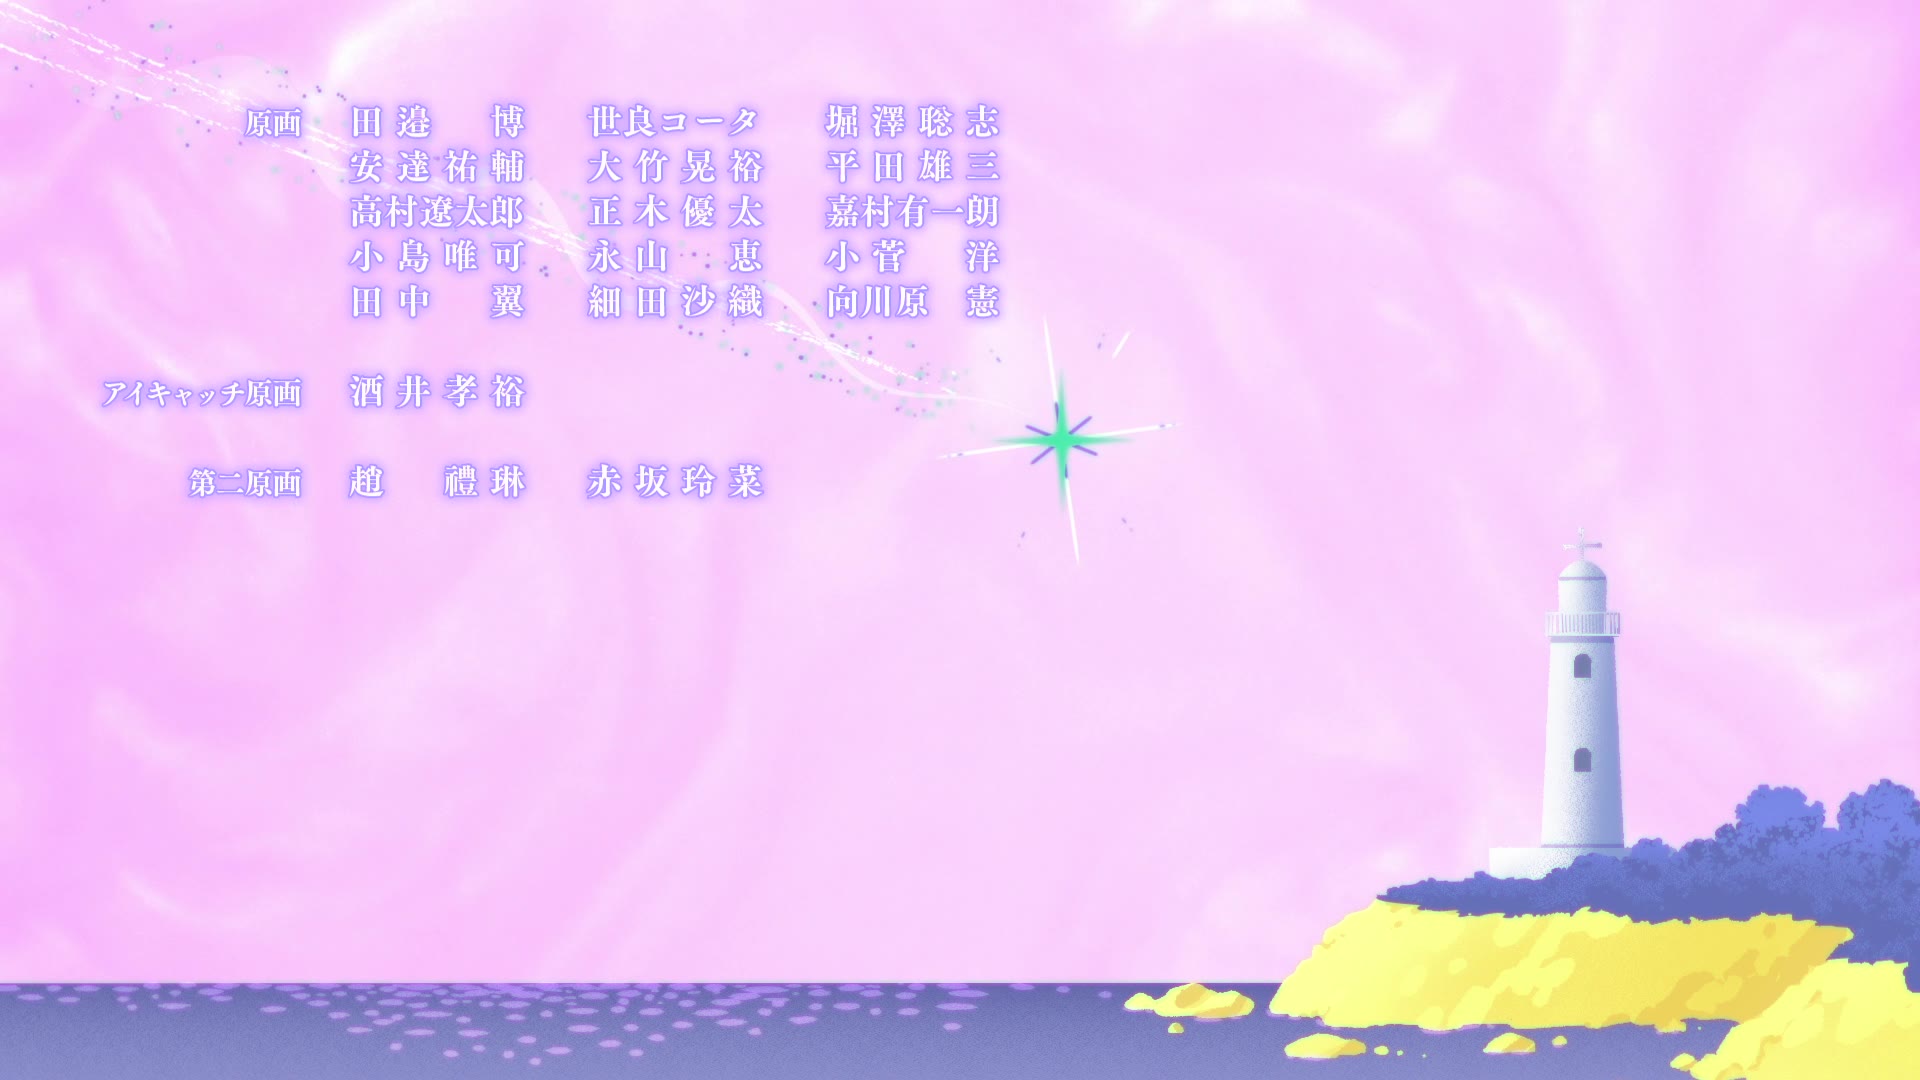 原画 田邉 博 世良コータ 堀澤聡志
安達祐輔 大竹晃裕 平田雄三
高村遼太郎 正木優太 嘉村有一朗
小島唯可 永山 恵 小菅 洋
田中 翼 細田沙織 向川原 憲
アイキャッチ原画 酒井孝裕
第二原画 趙 禮琳 赤坂玲菜